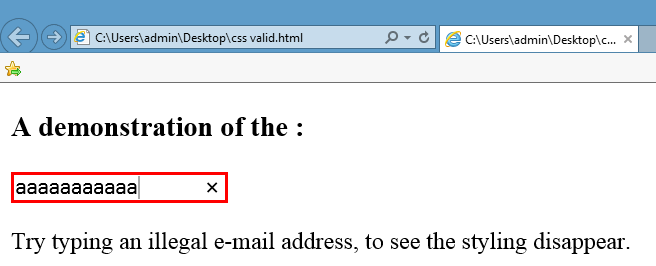 C:\Users\admin\Desktop\css valid.html
C:\Users\admin\Desktop\c...
A demonstration of the :
aaaaaaaaaaa
Try typing an illegal e-mail address, to see the styling disappear.